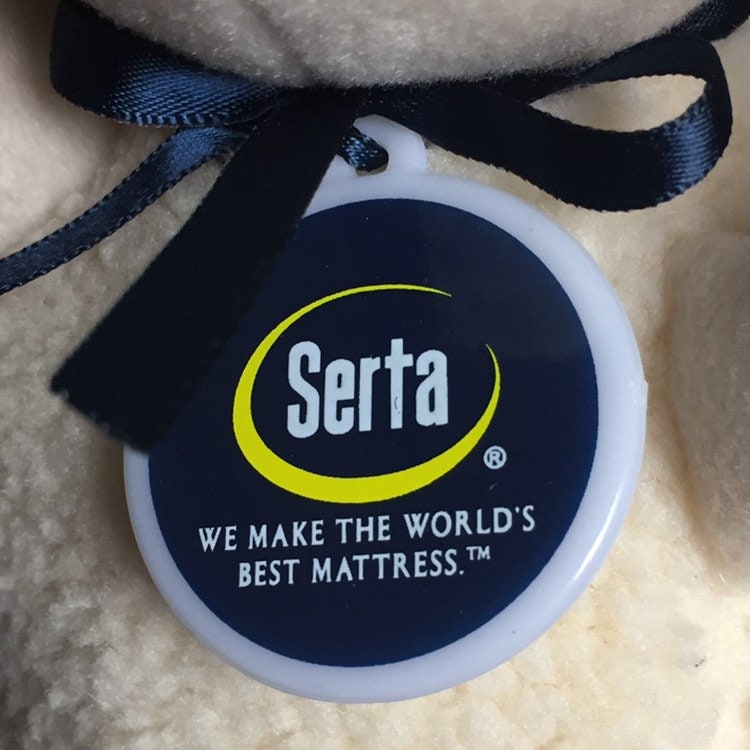 Serta
®
WE MAKE THE WORLD'S
BEST MATTRESS.™